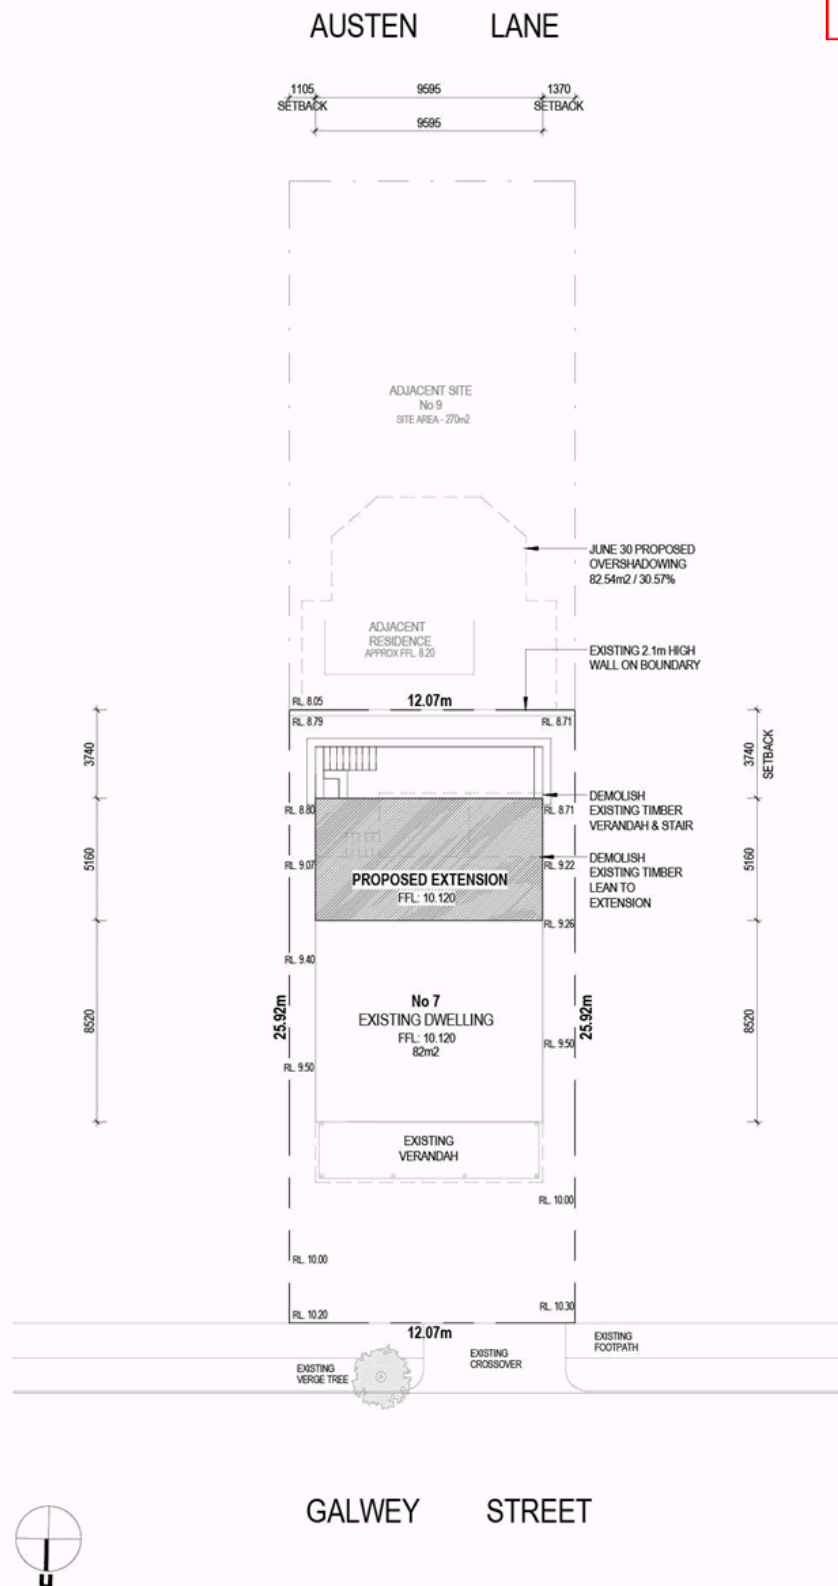 AUSTEN LANE
1105 9595 1370
SETBACK SETBACK
9595
ADJACENT SITE
No 9
SITE AREA - 270m2
JUNE 30 PROPOSED
OVERSHADOWING
82.54m2 / 30.57%
ADJACENT
RESIDENCE
APPROX FFL. 8.20
EXISTING 2.1m HIGH
WALL ON BOUNDARY
RL. 8.05
12.07m
RL. 8.79
RL. 8.71
3740
3740
SETBACK
DEMOLISH
EXISTING TIMBER
VERANDAH & STAIR
RL. 8.80
RL. 8.71
5160
5160
RL. 9.07
RL. 9.22
DEMOLISH
EXISTING TIMBER
LEAN TO
EXTENSION
PROPOSED EXTENSION
FFL: 10.120
RL. 9.26
RL. 9.40
No 7
EXISTING DWELLING
FFL: 10.120
82m2
25.92m
25.92m
8520
8520
RL. 9.50
RL. 9.50
EXISTING
VERANDAH
RL. 10.00
RL. 10.00
RL. 10.20
RL. 10.30
12.07m
EXISTING
FOOTPATH
EXISTING
CROSSOVER
EXISTING
VERGE TREE
GALWEY STREET